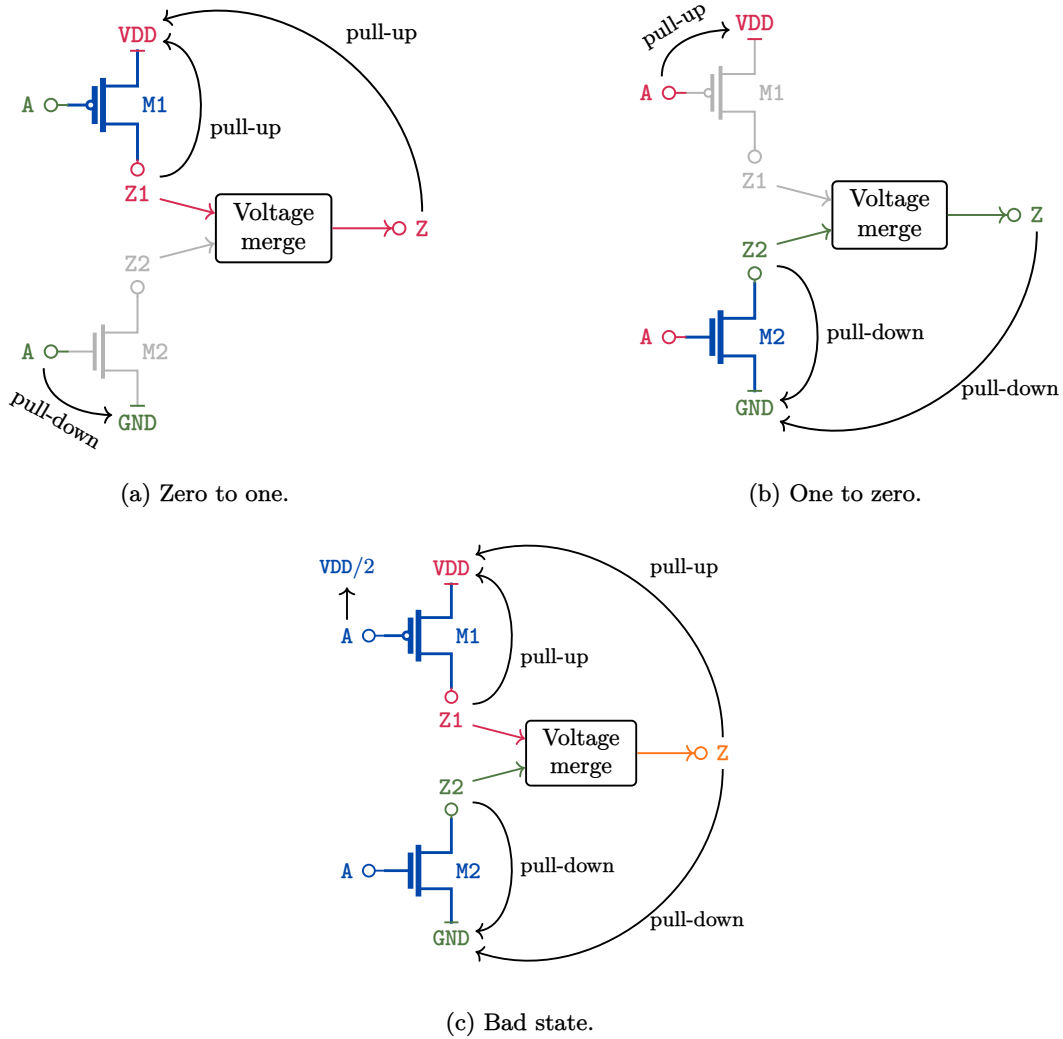 VDD
pull-up
A
M1
pull-up
Z1
Voltage
merge
Z
Z2
A
M2
pull-down
GND
(a) Zero to one.
pull-up
VDD
A
M1
Z1
Voltage
merge
Z
Z2
A
M2
pull-down
GND
pull-down
(b) One to zero.
VDD/2
VDD
pull-up
A
M1
pull-up
Z1
Voltage
merge
Z
Z2
A
M2
pull-down
pull-down
GND
(c) Bad state.